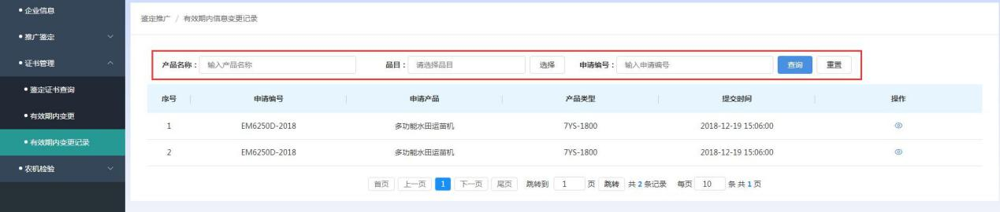 企业信息
推广鉴定
证书管理
鉴定证书查询
有效期内变更
有效期内变更记录
农机检验
鉴定推广 / 有效期内信息变更记录
产品名称： 输入产品名称 品目： 请选择品目 选择 申请编号： 输入申请编号 查询 重置
序号 申请编号 申请产品 产品类型 提交时间 操作
1 EM6250D-2018 多功能水田运苗机 7YS-1800 2018-12-19 15:06:00
2 EM6250D-2018 多功能水田运苗机 7YS-1800 2018-12-19 15:06:00
首页 上一页 1 下一页 尾页 跳转到 1 页 跳转 共 2 条记录 每页 10 条 共 1 页